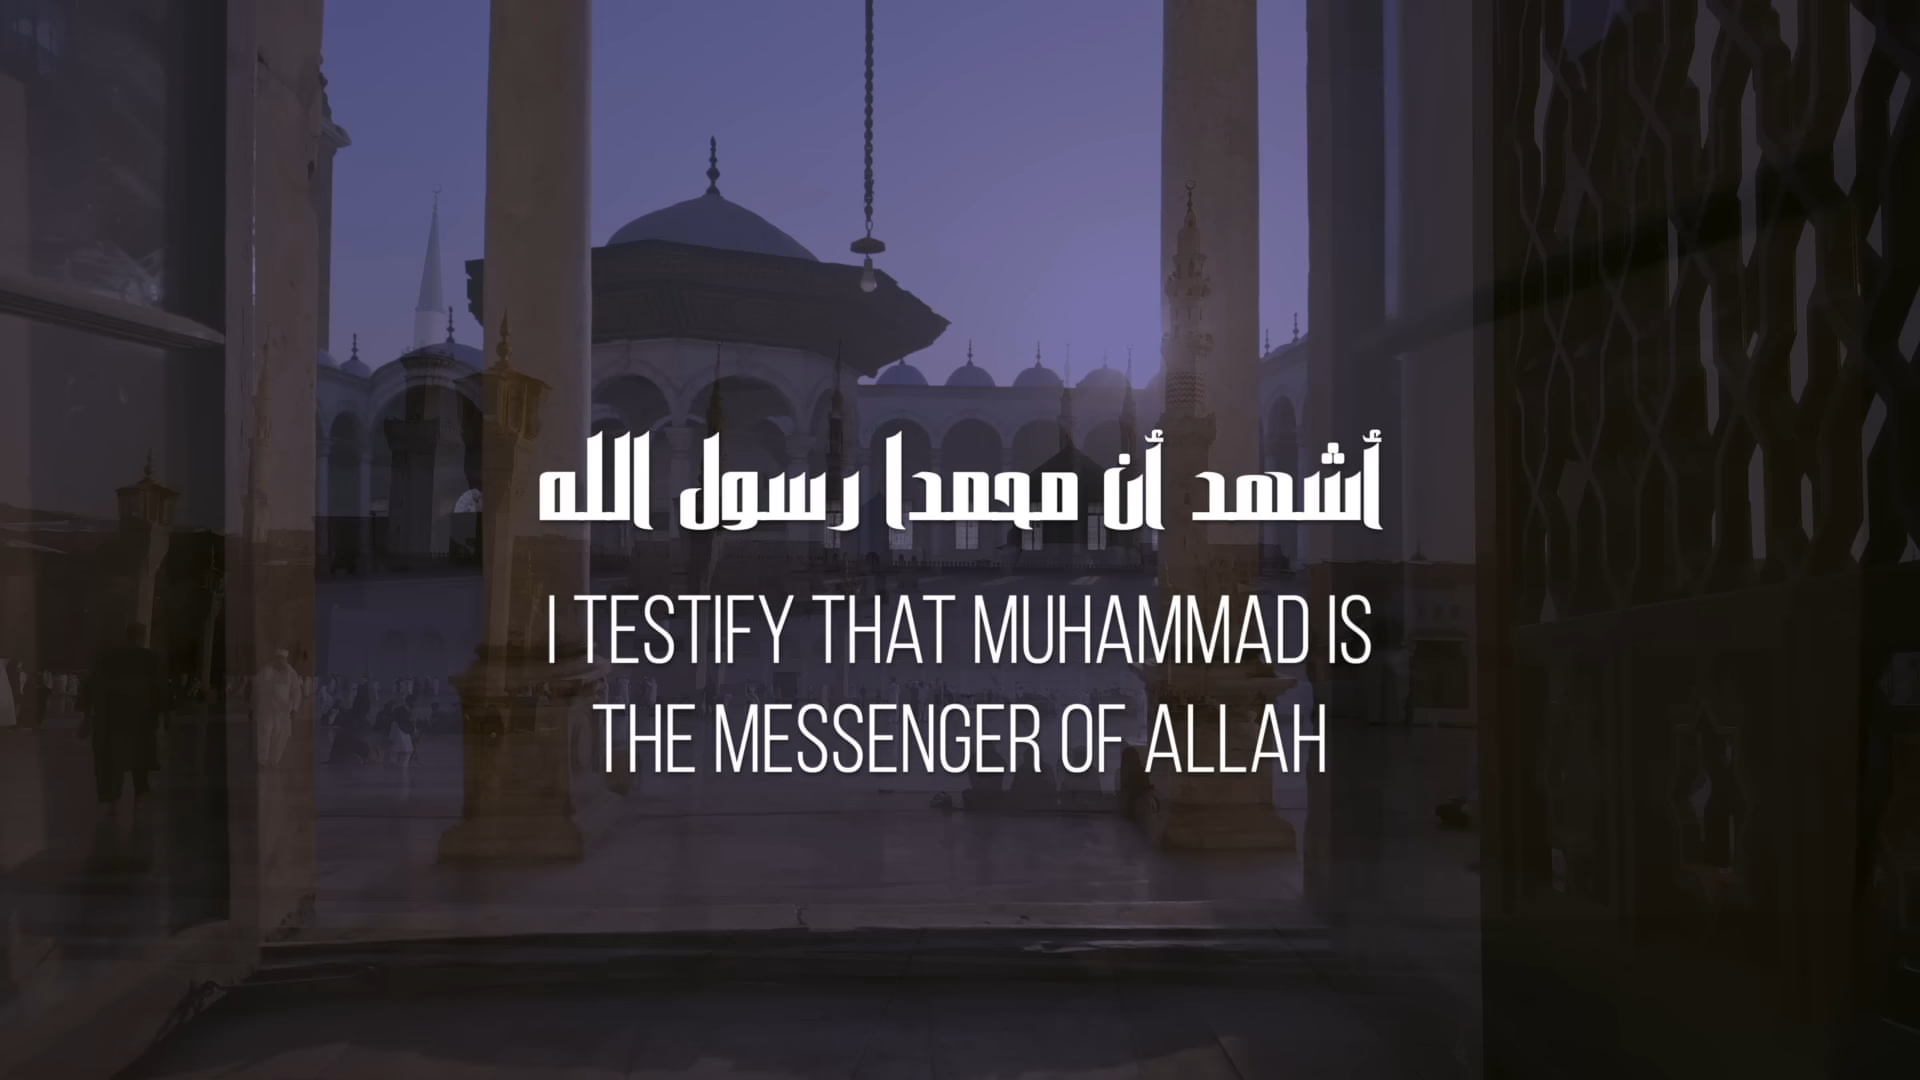 أشهد أن محمدا رسول الله
I TESTIFY THAT MUHAMMAD IS
THE MESSENGER OF ALLAH